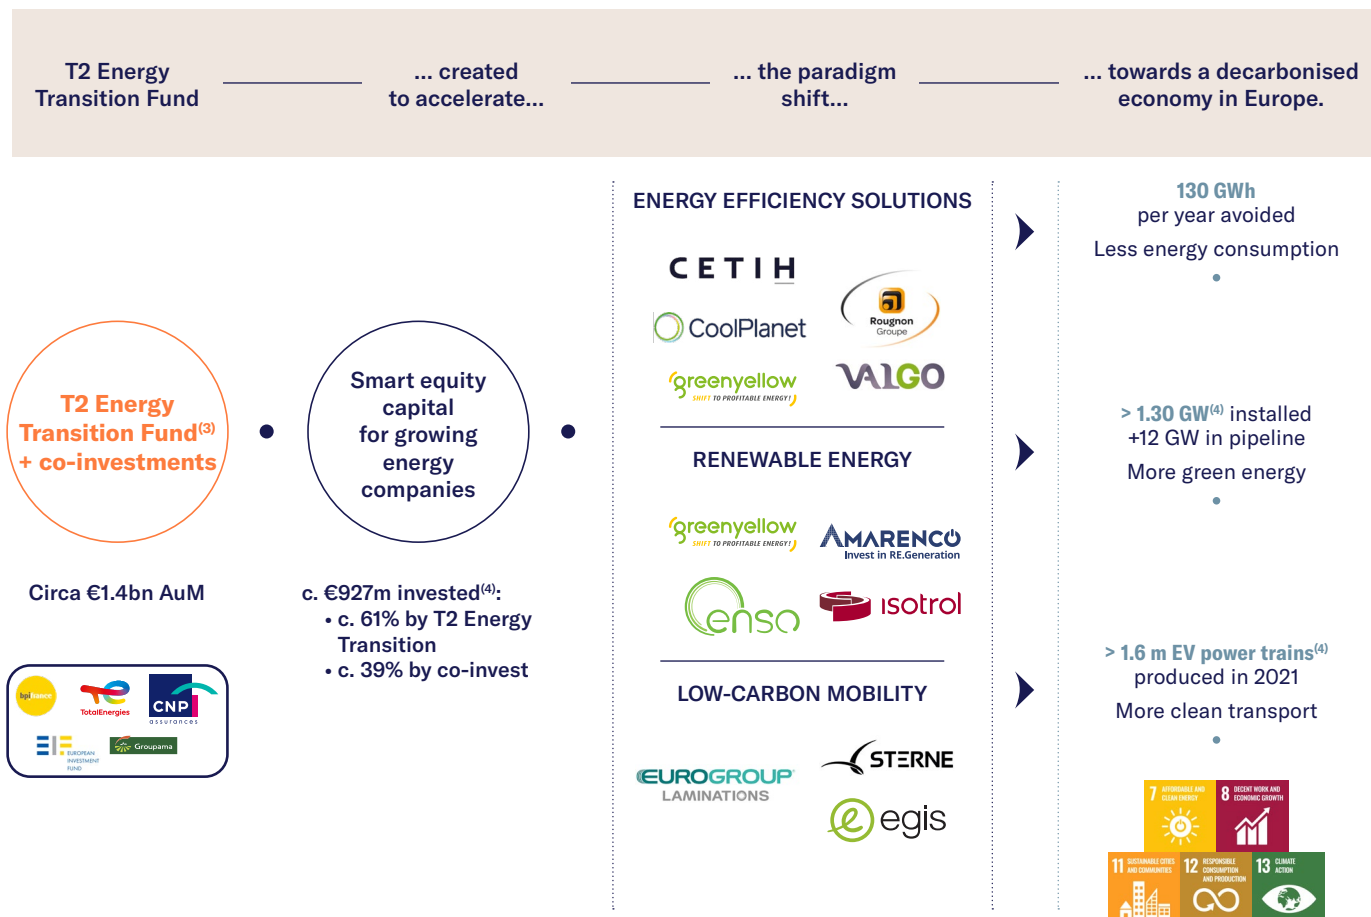 T2 Energy
Transition Fund
... created
to accelerate...
... the paradigm
shift...
... towards a decarbonised
economy in Europe.
T2 Energy
Transition Fund(3)
+ co-investments
Circa €1.4bn AuM
bpifrance
TotalEnergies
CNP
assurances
EIF
EUROPEAN
INVESTMENT
FUND
Groupama
Smart equity
capital
for growing
energy
companies
c. €927m invested(4):
• c. 61% by T2 Energy
Transition
• c. 39% by co-invest
ENERGY EFFICIENCY SOLUTIONS
CETIH
CoolPlanet
Rougnon
Groupe
greenyellow
SHIFT TO PROFITABLE ENERGY!
VALGO
RENEWABLE ENERGY
greenyellow
SHIFT TO PROFITABLE ENERGY!
AMARENCO
Invest in RE.Generation
enso
isotrol
LOW-CARBON MOBILITY
EUROGROUP
LAMINATIONS
STERNE
egis
130 GWh
per year avoided
Less energy consumption
> 1.30 GW(4) installed
+12 GW in pipeline
More green energy
> 1.6 m EV power trains(4)
produced in 2021
More clean transport
7 AFFORDABLE AND
CLEAN ENERGY
8 DECENT WORK AND
ECONOMIC GROWTH
11 SUSTAINABLE CITIES
AND COMMUNITIES
12 RESPONSIBLE
CONSUMPTION
AND PRODUCTION
13 CLIMATE
ACTION